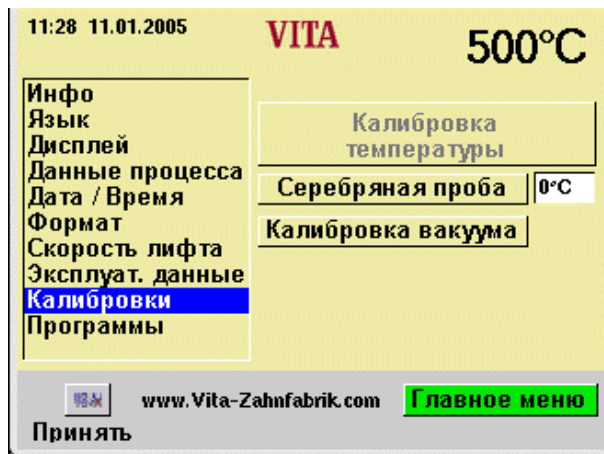 11:28 11.01.2005
VITA
500°C
Инфо
Язык
Дисплей
Данные процесса
Дата / Время
Формат
Скорость лифта
Эксплуат. данные
Калибровки
Программы
Калибровка
температуры
Серебряная проба 0°C
Калибровка вакуума
www.Vita-Zahnfabrik.com
Главное меню
Принять